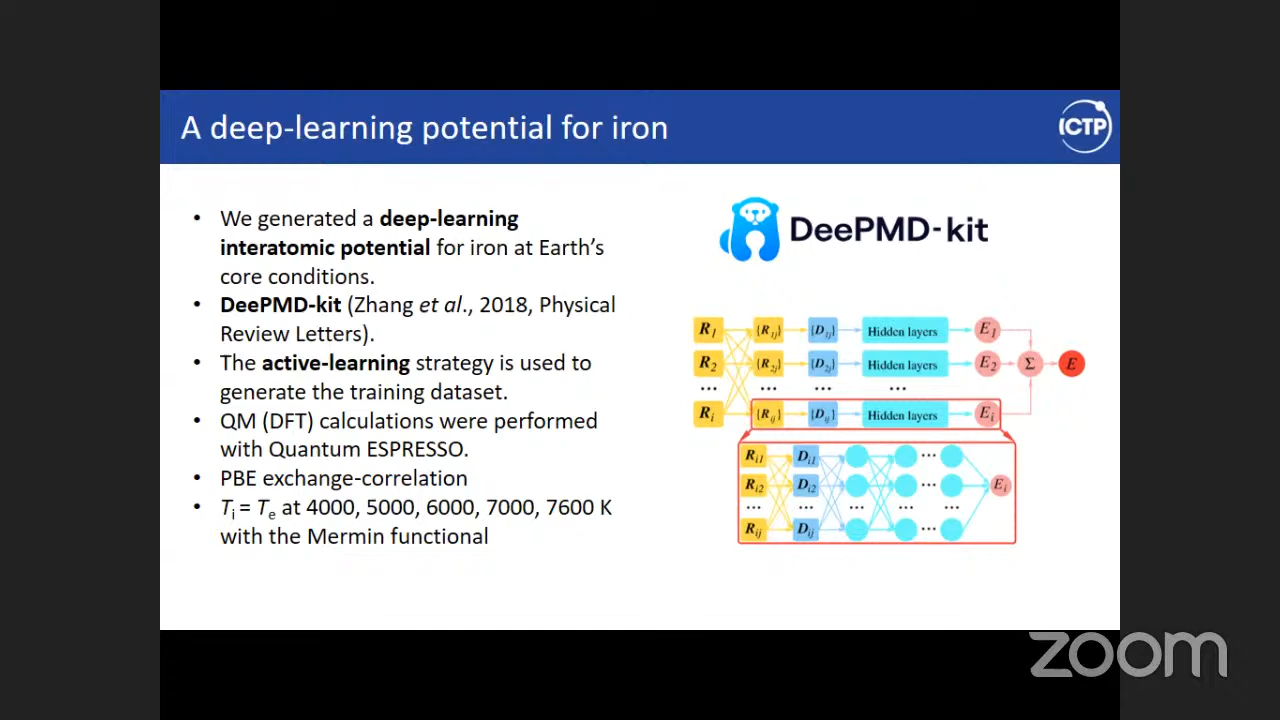 A deep-learning potential for iron
ICTP
• We generated a deep-learning
interatomic potential for iron at Earth's
core conditions.
• DeePMD-kit (Zhang et al., 2018, Physical
Review Letters).
• The active-learning strategy is used to
generate the training dataset.
• QM (DFT) calculations were performed
with Quantum ESPRESSO.
• PBE exchange-correlation
• Ti = Te at 4000, 5000, 6000, 7000, 7600 K
with the Mermin functional
DeePMD-kit
R1 {R1j} {D1j} Hidden layers E1
R2 {R2j} {D2j} Hidden layers E2 Σ E
... ... ... ...
Ri {Rij} {Dij} Hidden layers Ei
Ri1 Di1 ...
Ri2 Di2 ... Ei
... ... ... ... ...
Rij Dij ...
zoom